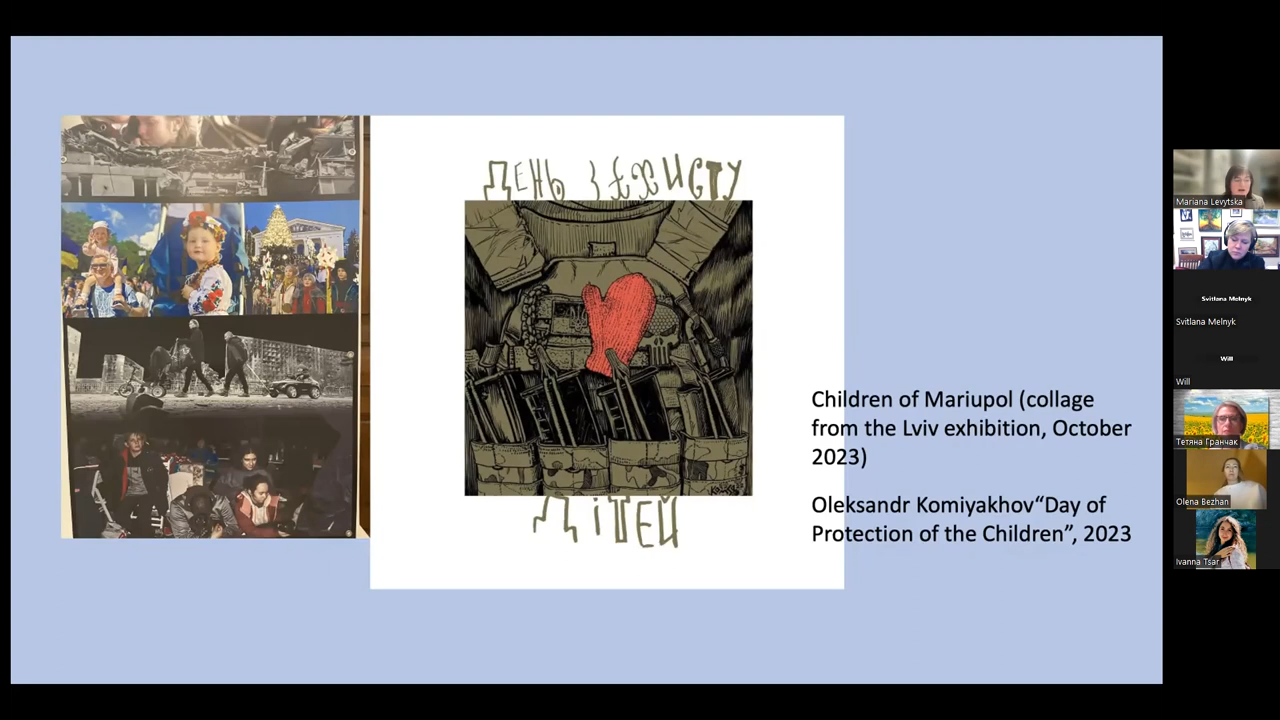 ДЕНЬ ЗАХИСТУ
ДІТЕЙ
Children of Mariupol (collage
from the Lviv exhibition, October
2023)
Oleksandr Komiyakhov“Day of
Protection of the Children”, 2023
Mariana Levytska
Svitlana Melnyk
Svitlana Melnyk
Will
Will
Тетяна Гранчак
Olena Bezhan
Ivanna Tsar